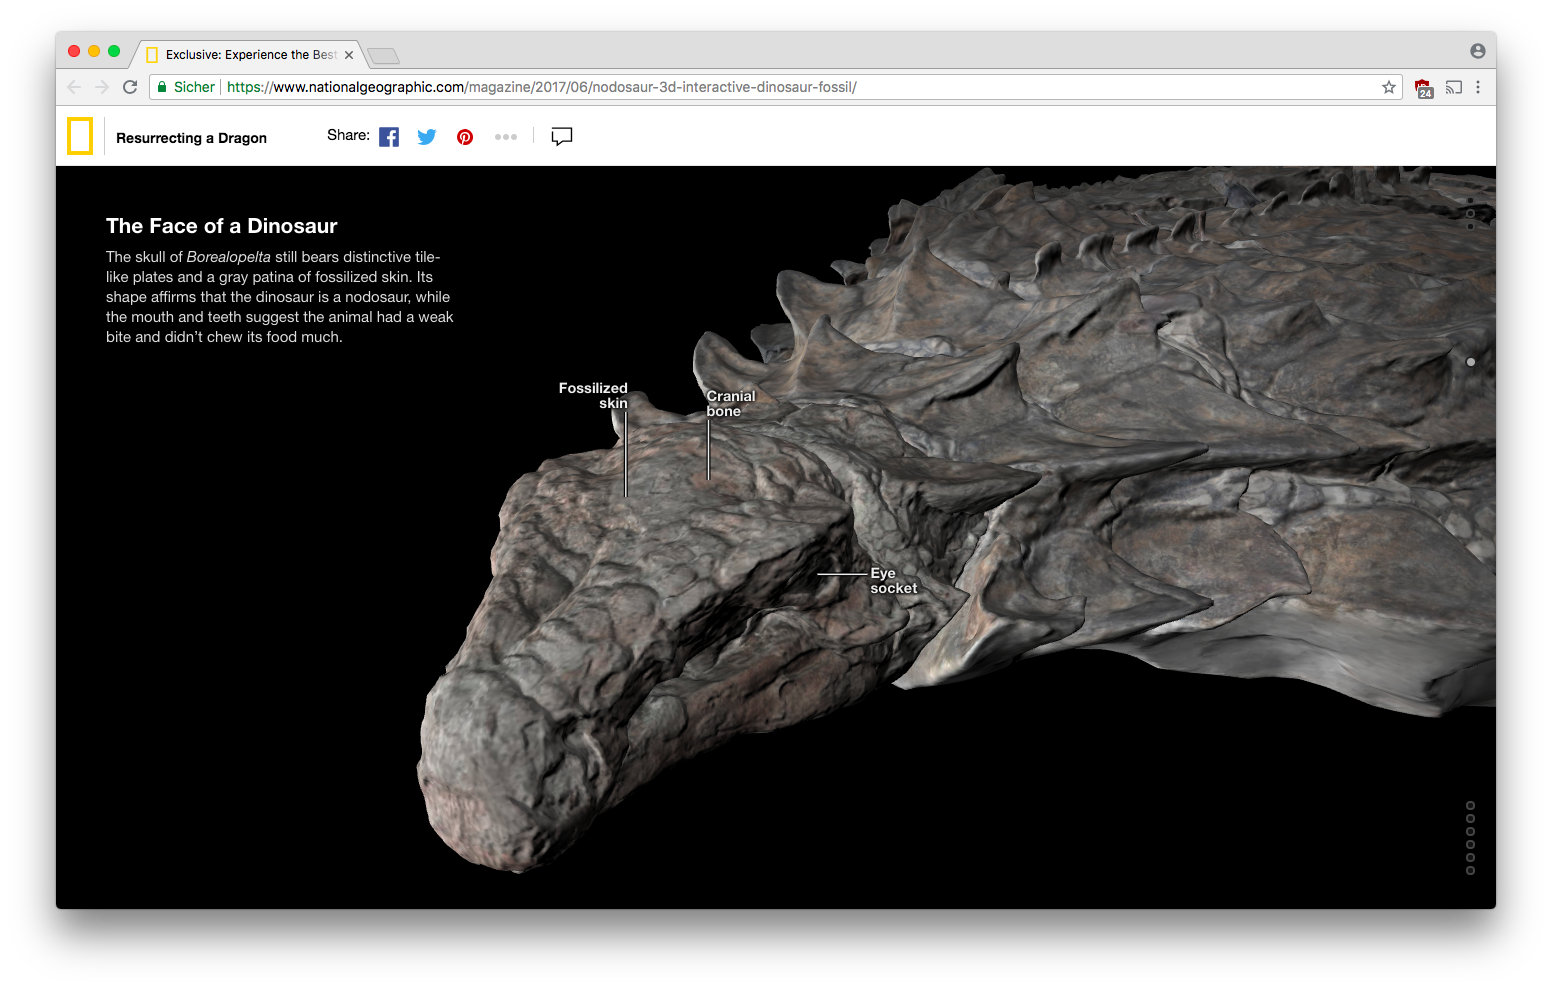 Exclusive: Experience the Best
Sicher https://www.nationalgeographic.com/magazine/2017/06/nodosaur-3d-interactive-dinosaur-fossil/
24
Resurrecting a Dragon
Share:
The Face of a Dinosaur
The skull of Borealopelta still bears distinctive tile-
like plates and a gray patina of fossilized skin. Its
shape affirms that the dinosaur is a nodosaur, while
the mouth and teeth suggest the animal had a weak
bite and didn’t chew its food much.
Fossilized
skin
Cranial
bone
Eye
socket